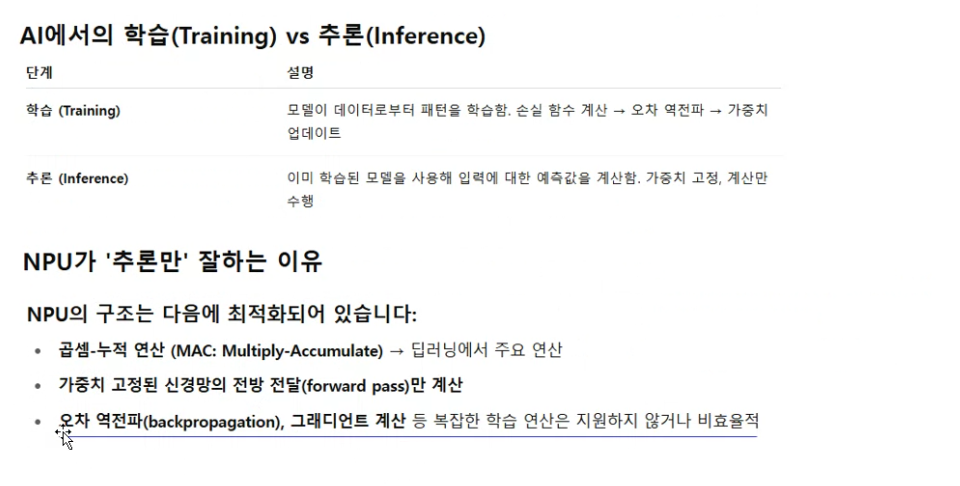 AI에서의 학습(Training) vs 추론(Inference)
단계 설명
학습 (Training) 모델이 데이터로부터 패턴을 학습함. 손실 함수 계산 → 오차 역전파 → 가중치
업데이트
추론 (Inference) 이미 학습된 모델을 사용해 입력에 대한 예측값을 계산함. 가중치 고정, 계산만
수행
NPU가 '추론만' 잘하는 이유
NPU의 구조는 다음에 최적화되어 있습니다:
• 곱셈-누적 연산 (MAC: Multiply-Accumulate) → 딥러닝에서 주요 연산
• 가중치 고정된 신경망의 전방 전달(forward pass)만 계산
• 오차 역전파(backpropagation), 그래디언트 계산 등 복잡한 학습 연산은 지원하지 않거나 비효율적